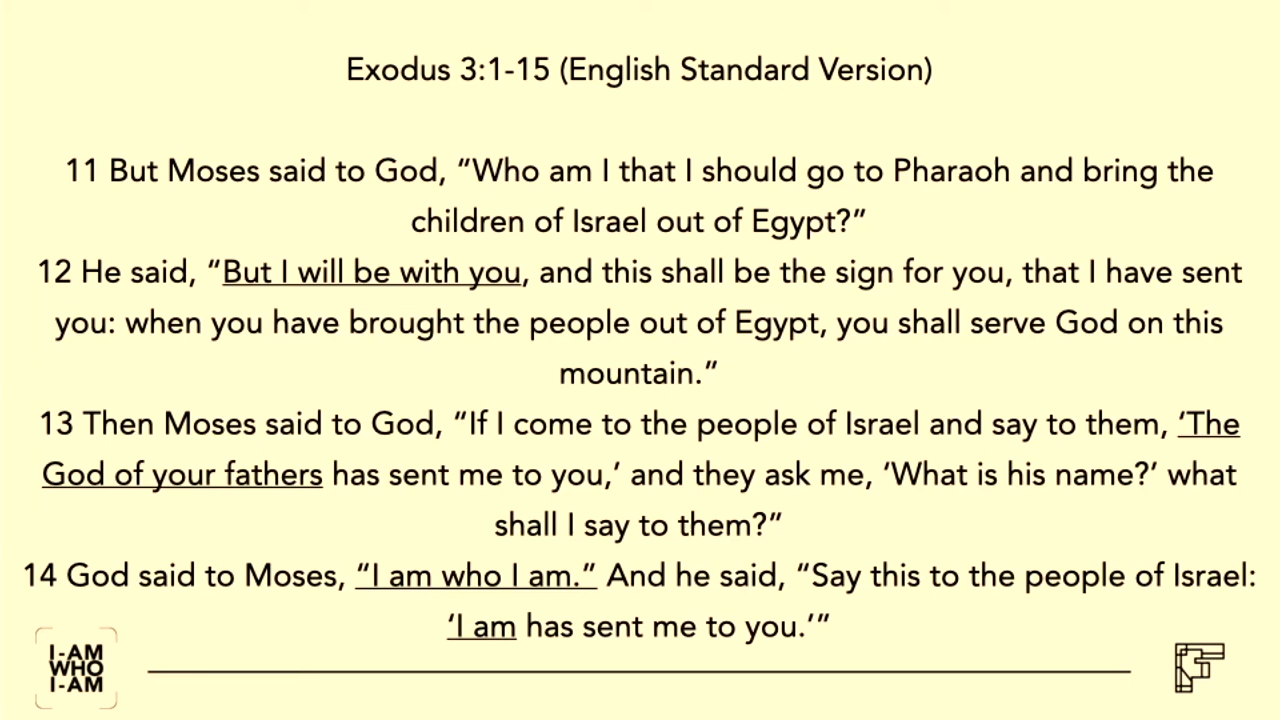 Exodus 3:1-15 (English Standard Version)
11 But Moses said to God, “Who am I that I should go to Pharaoh and bring the
children of Israel out of Egypt?”
12 He said, “But I will be with you, and this shall be the sign for you, that I have sent
you: when you have brought the people out of Egypt, you shall serve God on this
mountain.”
13 Then Moses said to God, “If I come to the people of Israel and say to them, ‘The
God of your fathers has sent me to you,’ and they ask me, ‘What is his name?’ what
shall I say to them?”
14 God said to Moses, “I am who I am.” And he said, “Say this to the people of Israel:
‘I am has sent me to you.’”
I-AM
WHO
I-AM